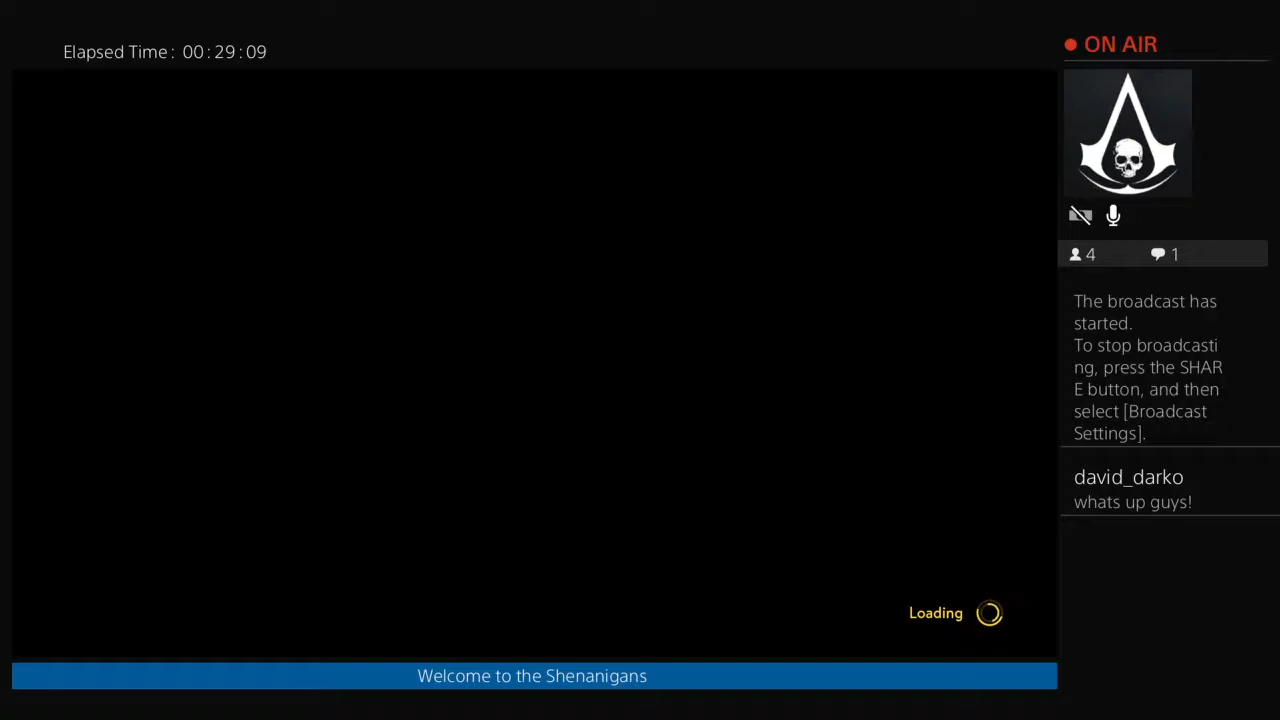 Elapsed Time: 00:29:09
ON AIR
4
1
The broadcast has
started.
To stop broadcasti
ng, press the SHAR
E button, and then
select [Broadcast
Settings].
david_darko
whats up guys!
Loading
Welcome to the Shenanigans